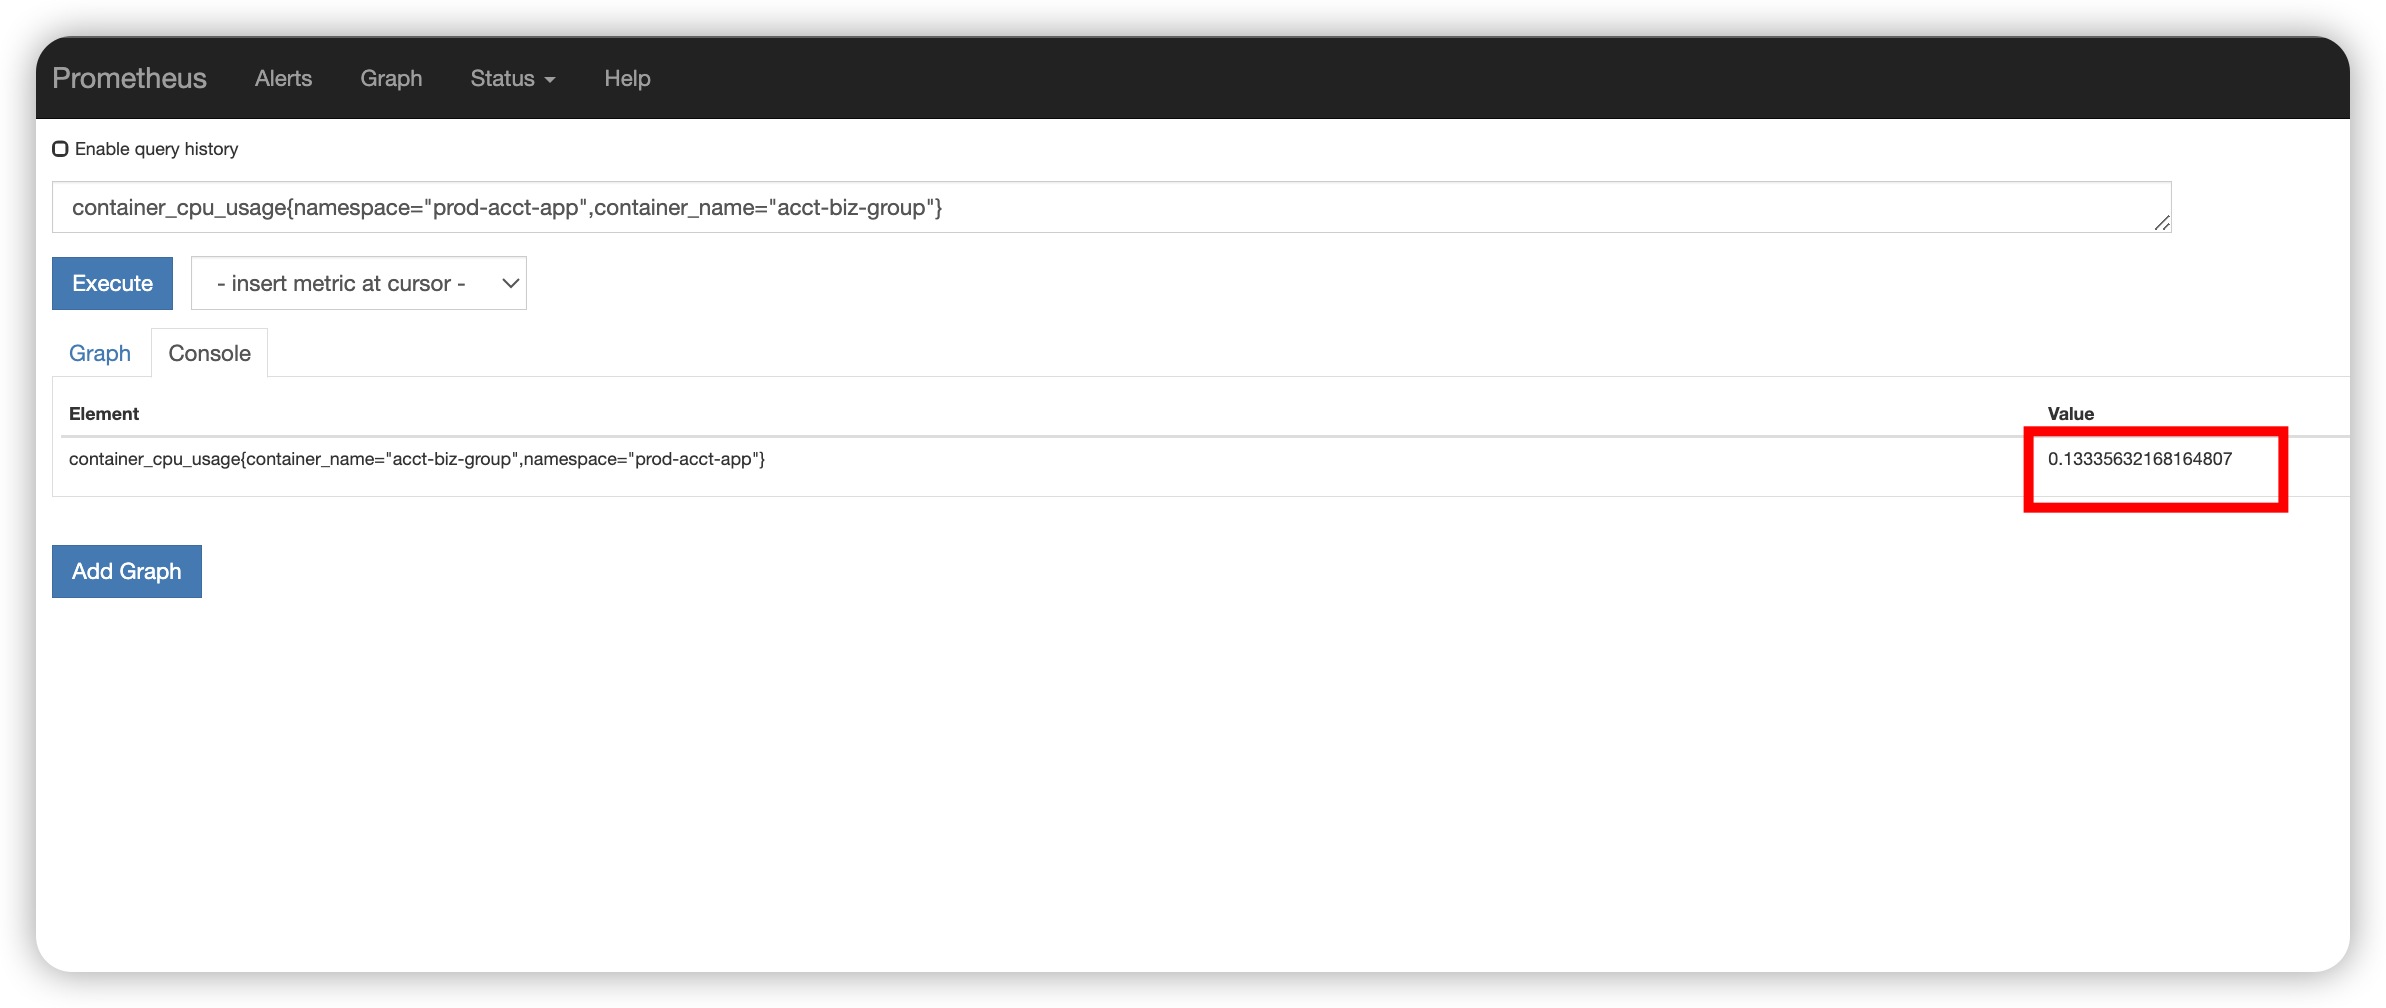 Prometheus Alerts Graph Status Help
Enable query history
container_cpu_usage{namespace="prod-acct-app",container_name="acct-biz-group"}
Execute - insert metric at cursor -
Graph Console
Element Value
container_cpu_usage{container_name="acct-biz-group",namespace="prod-acct-app"} 0.13335632168164807
Add Graph